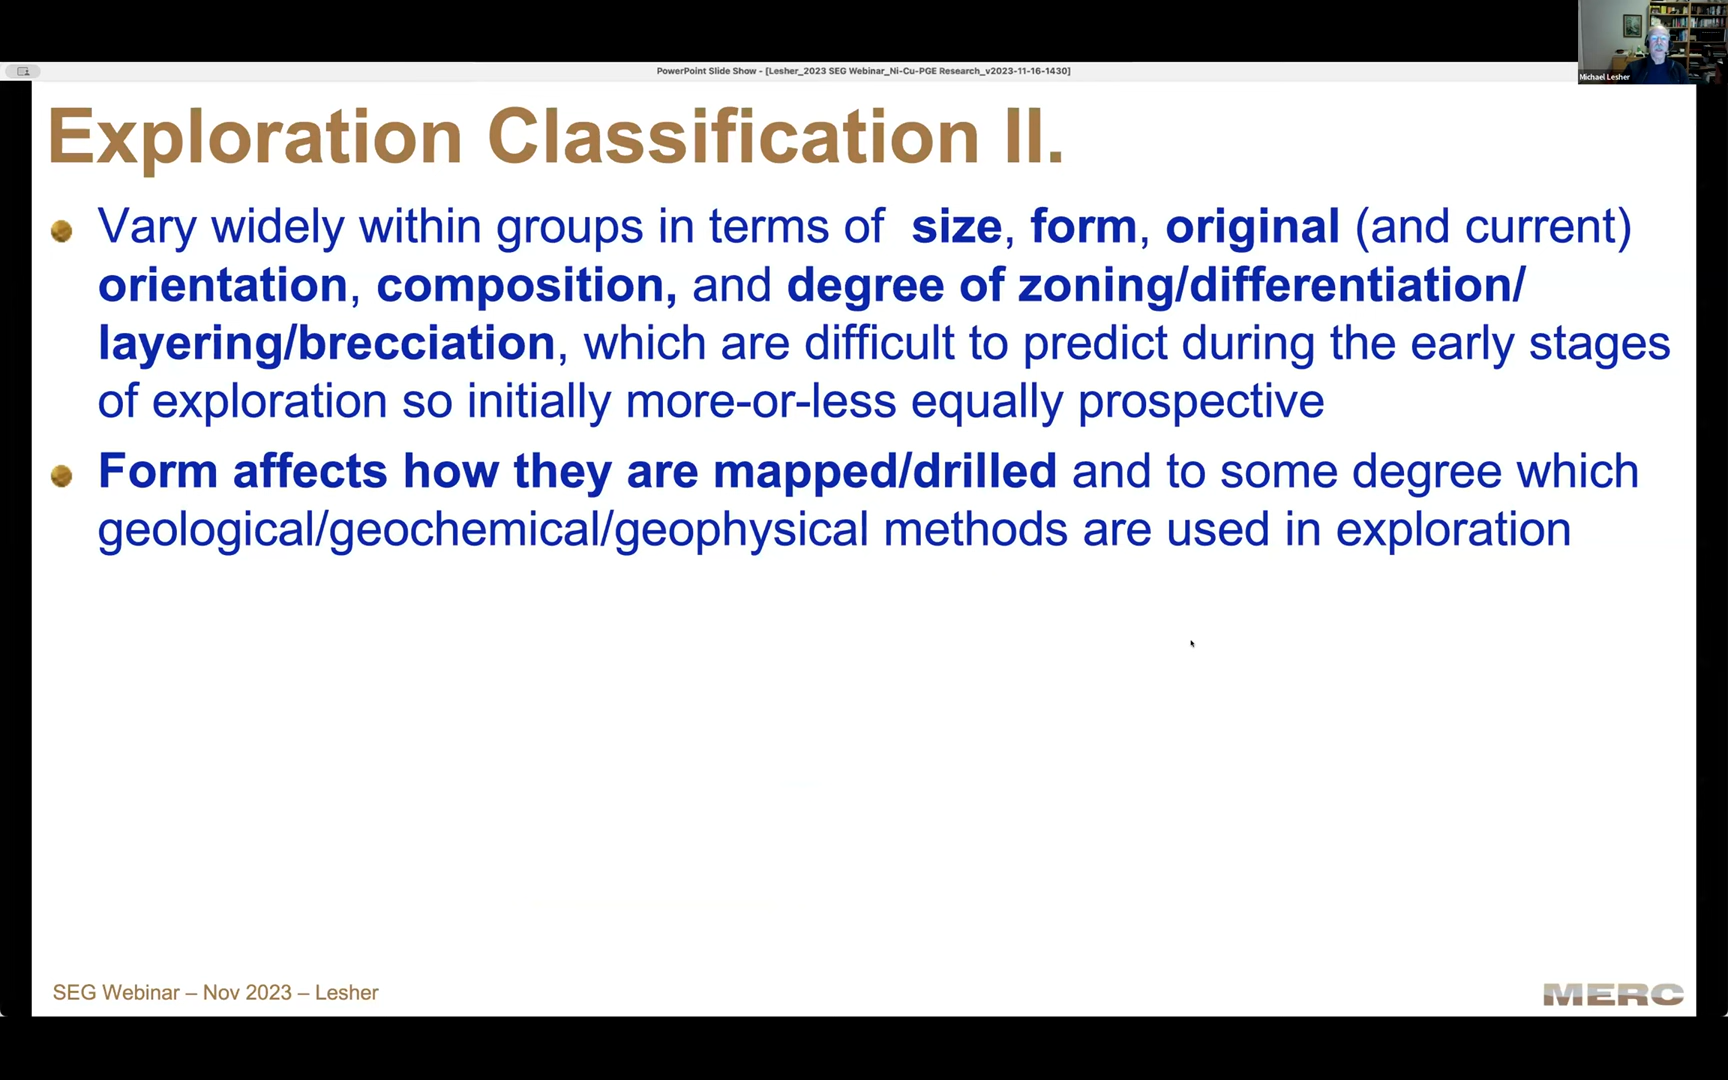 Michael Lesher
PowerPoint Slide Show - [Lesher_2023 SEG Webinar_Ni-Cu-PGE Research_v2023-11-16-1430]
Exploration Classification II.
Vary widely within groups in terms of size, form, original (and current)
orientation, composition, and degree of zoning/differentiation/
layering/brecciation, which are difficult to predict during the early stages
of exploration so initially more-or-less equally prospective
Form affects how they are mapped/drilled and to some degree which
geological/geochemical/geophysical methods are used in exploration
SEG Webinar – Nov 2023 – Lesher
MERC